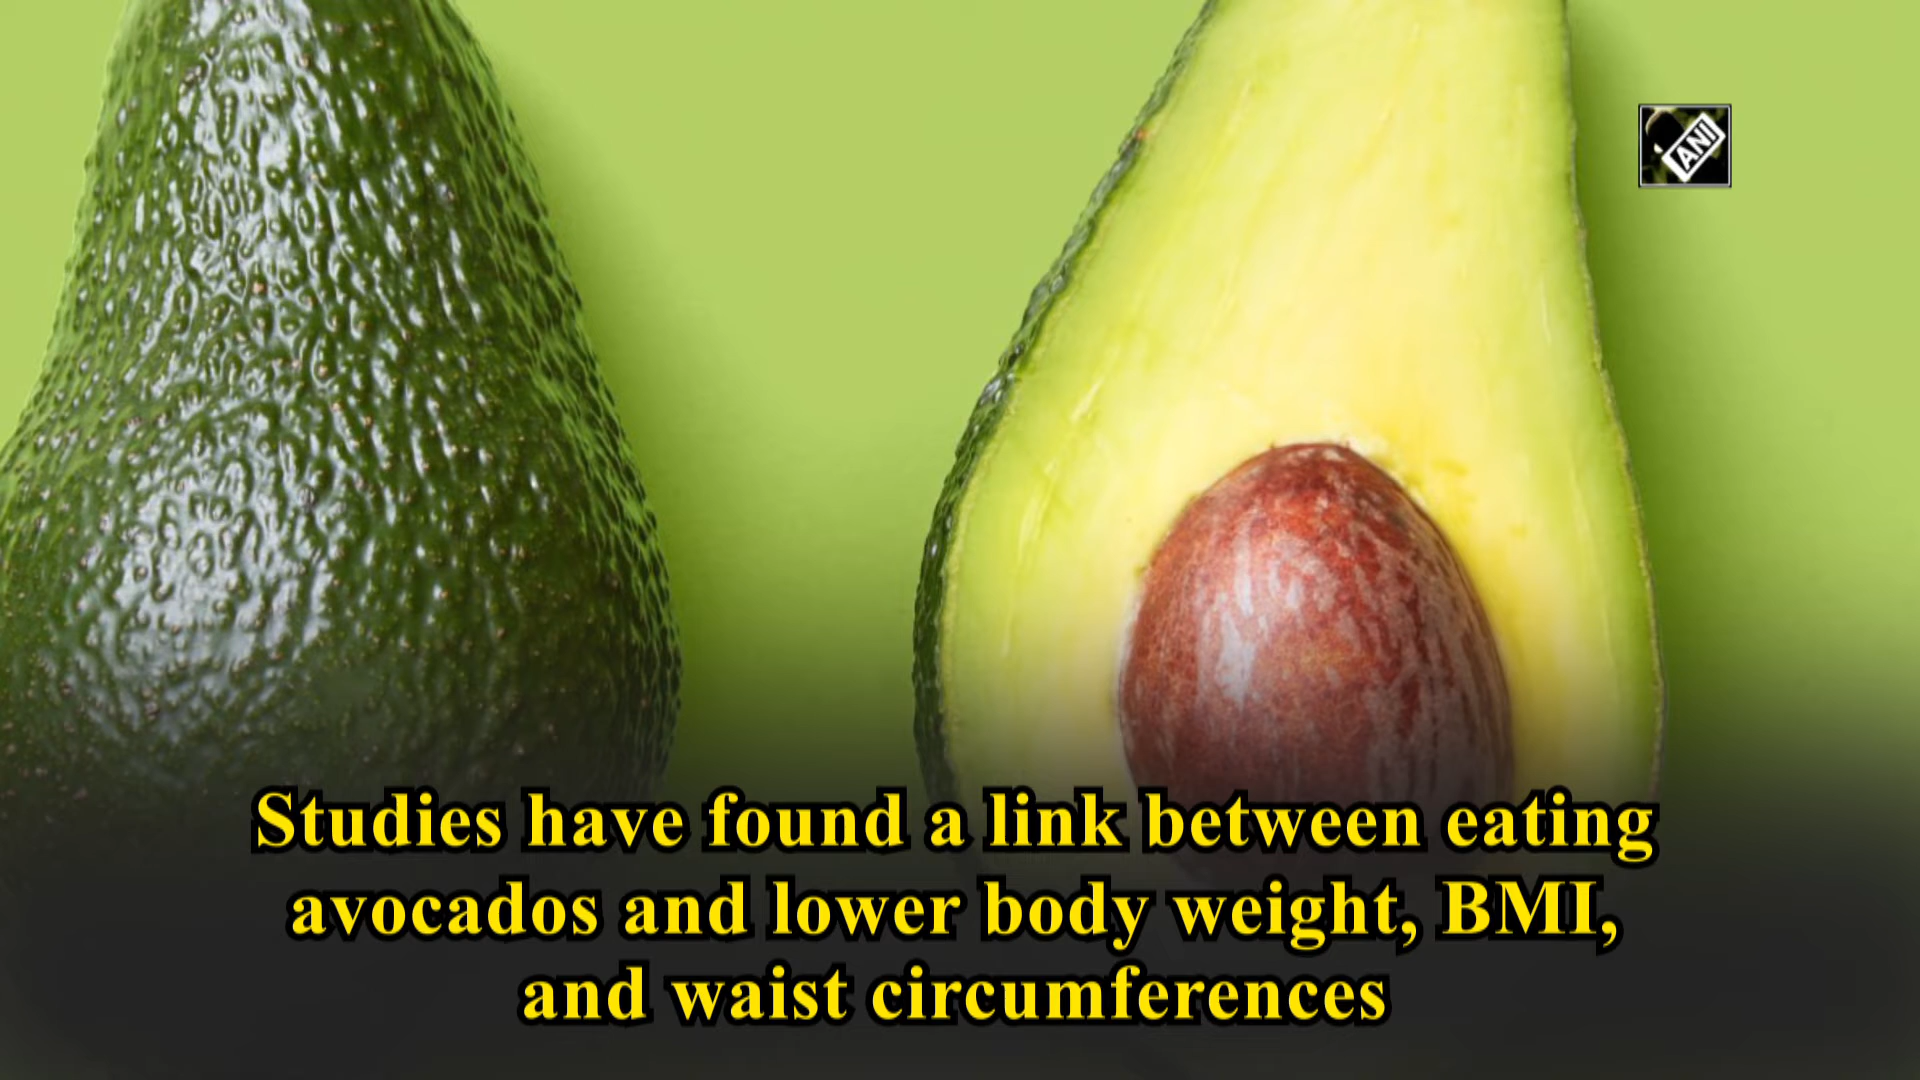 ANI
Studies have found a link between eating
avocados and lower body weight, BMI,
and waist circumferences